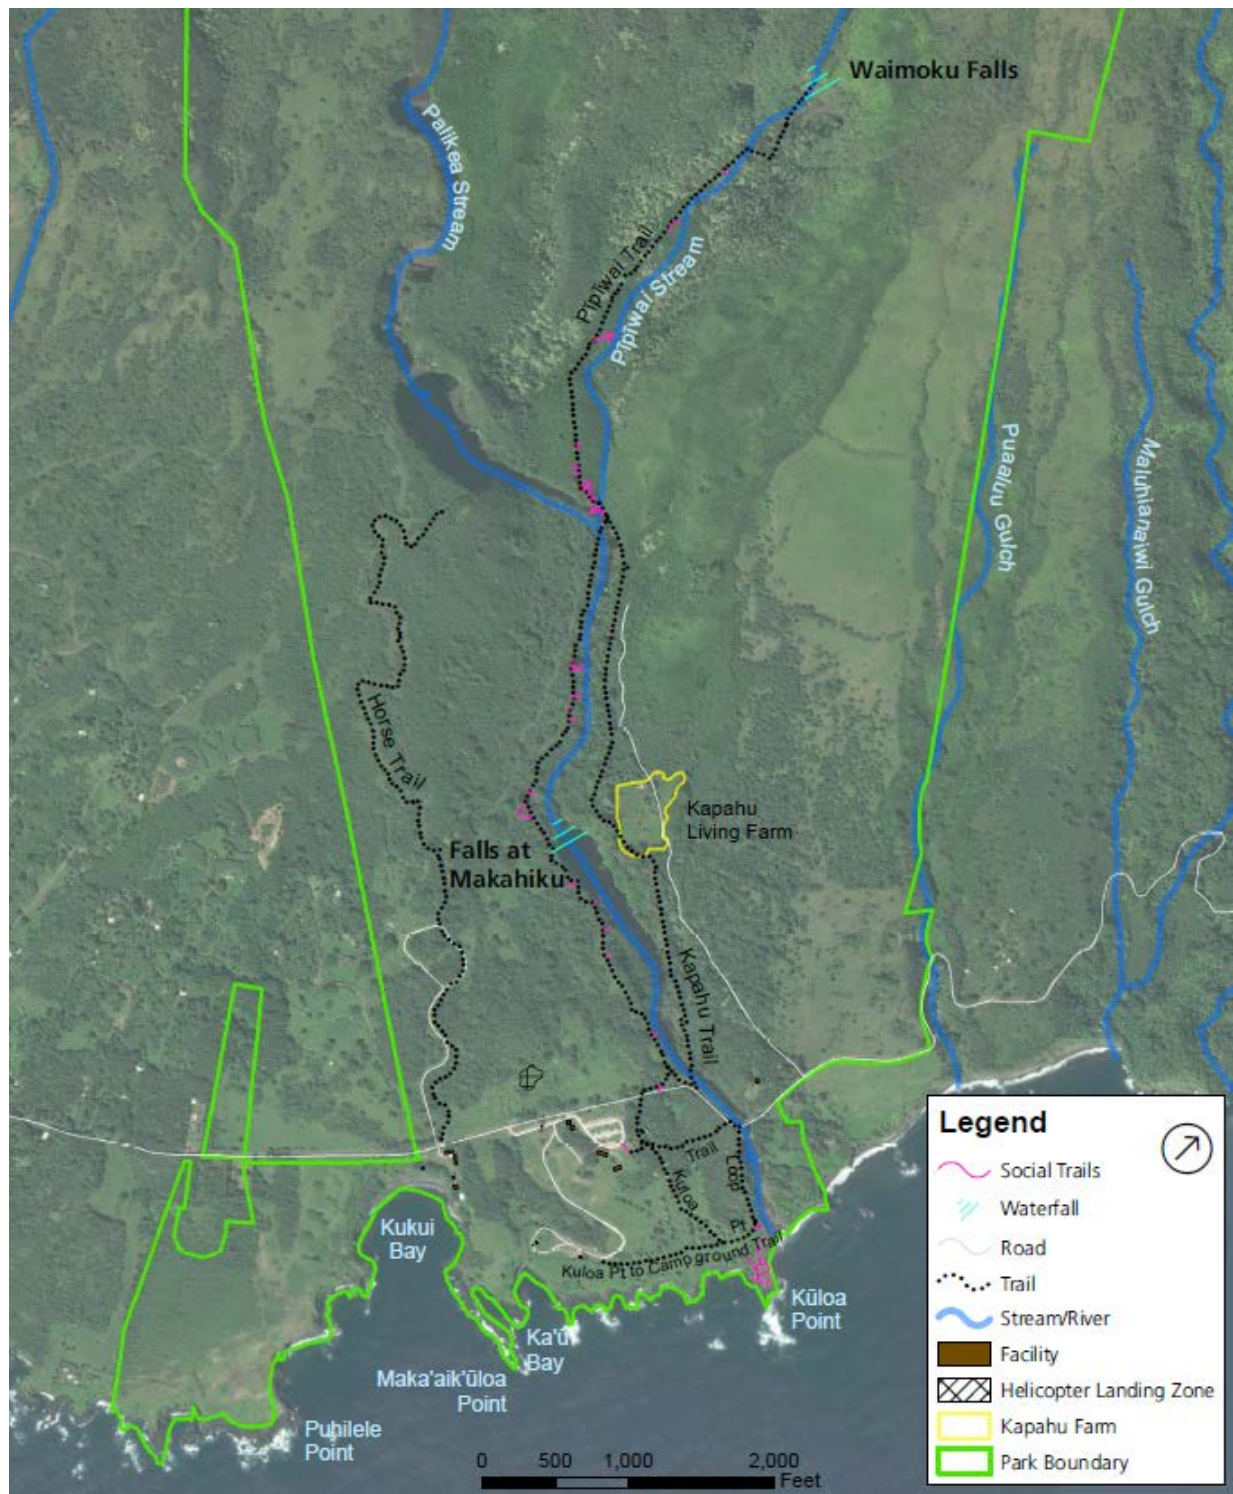 Waimoku Falls
Palikea Stream
Pīpīwai Trail
Pīpīwai Stream
Puaaluu Gulch
Maluhianaiwi Gulch
Horse Trail
Kapahu
Living Farm
Falls at
Makahiku
Kapahu Trail
Trail
Loop
Kuloa
Pt
Kuloa Pt to Campground Trail
Kukui
Bay
Kūloa
Point
Ka'ū
Bay
Maka'aik'ūloa
Point
Puhilele
Point
0 500 1,000 2,000
Feet
Legend
Social Trails
Waterfall
Road
Trail
Stream/River
Facility
Helicopter Landing Zone
Kapahu Farm
Park Boundary